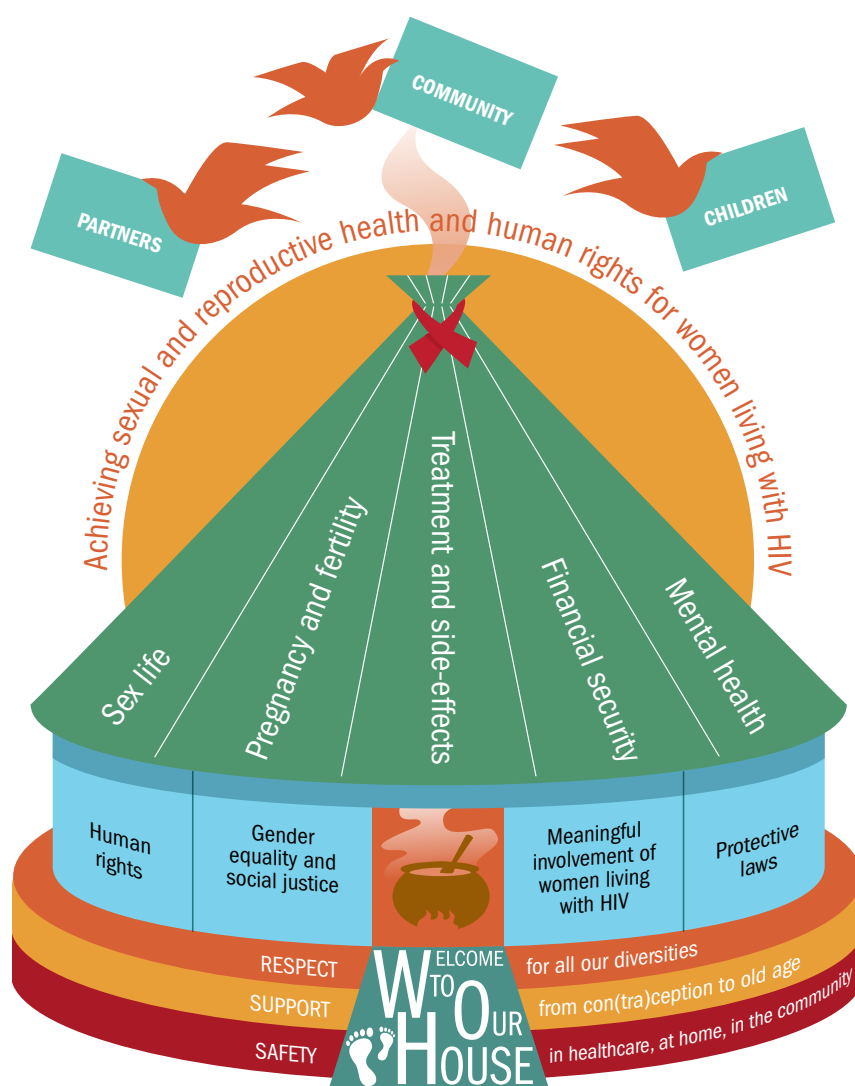 COMMUNITY
PARTNERS
CHILDREN
Achieving sexual and reproductive health and human rights for women living with HIV
Sex life
Pregnancy and fertility
Treatment and side-effects
Financial security
Mental health
Human
rights
Gender
equality and
social justice
Meaningful
involvement of
women living
with HIV
Protective
laws
RESPECT
for all our diversities
SUPPORT
from con(tra)ception to old age
SAFETY
in healthcare, at home, in the community
WELCOME
TO
OUR
HOUSE